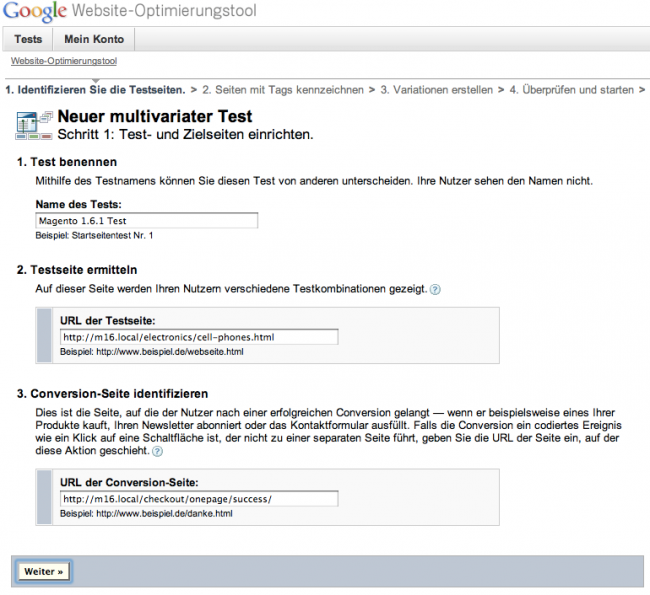 Google Website-Optimierungstool
Tests Mein Konto
Website-Optimierungstool
1. Identifizieren Sie die Testseiten. > 2. Seiten mit Tags kennzeichnen > 3. Variationen erstellen > 4. Überprüfen und starten >
Neuer multivariater Test
Schritt 1: Test- und Zielseiten einrichten.
1. Test benennen
Mithilfe des Testnamens können Sie diesen Test von anderen unterscheiden. Ihre Nutzer sehen den Namen nicht.
Name des Tests:
Magento 1.6.1 Test
Beispiel: Startseitentest Nr. 1
2. Testseite ermitteln
Auf dieser Seite werden Ihren Nutzern verschiedene Testkombinationen gezeigt. ?
URL der Testseite:
http://m16.local/electronics/cell-phones.html
Beispiel: http://www.beispiel.de/webseite.html
3. Conversion-Seite identifizieren
Dies ist die Seite, auf die der Nutzer nach einer erfolgreichen Conversion gelangt — wenn er beispielsweise eines Ihrer
Produkte kauft, Ihren Newsletter abonniert oder das Kontaktformular ausfüllt. Falls die Conversion ein codiertes Ereignis
wie ein Klick auf eine Schaltfläche ist, der nicht zu einer separaten Seite führt, geben Sie die URL der Seite ein, auf der
diese Aktion geschieht. ?
URL der Conversion-Seite:
http://m16.local/checkout/onepage/success/
Beispiel: http://www.beispiel.de/danke.html
Weiter »